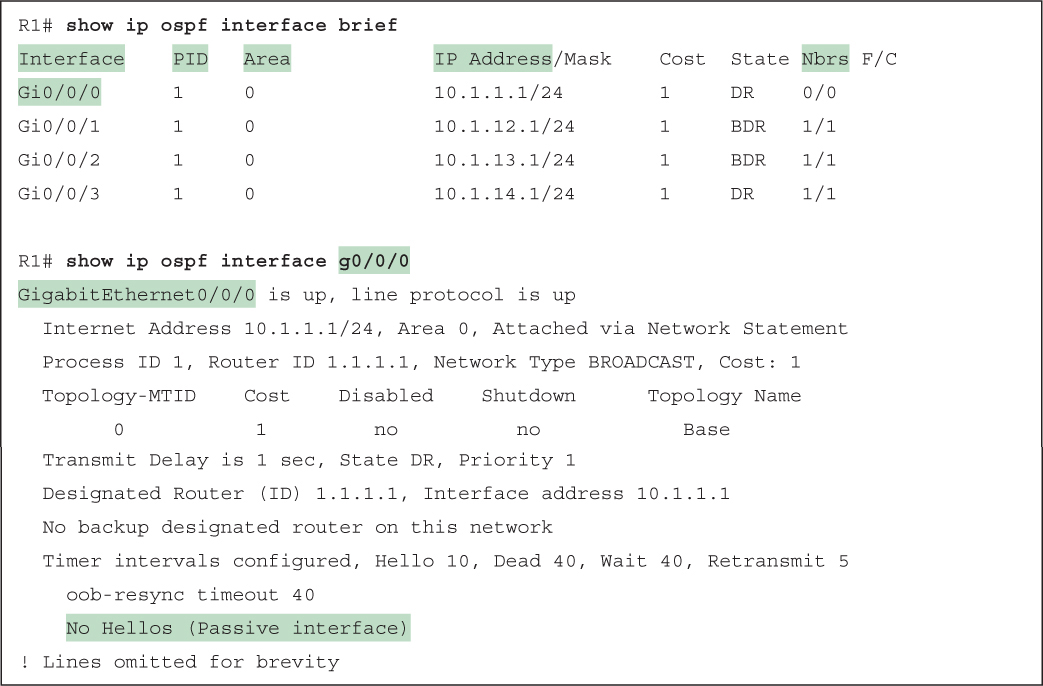 R1# show ip ospf interface brief
Interface PID Area IP Address/Mask Cost State Nbrs F/C
Gi0/0/0 1 0 10.1.1.1/24 1 DR 0/0
Gi0/0/1 1 0 10.1.12.1/24 1 BDR 1/1
Gi0/0/2 1 0 10.1.13.1/24 1 BDR 1/1
Gi0/0/3 1 0 10.1.14.1/24 1 DR 1/1
R1# show ip ospf interface g0/0/0
GigabitEthernet0/0/0 is up, line protocol is up
Internet Address 10.1.1.1/24, Area 0, Attached via Network Statement
Process ID 1, Router ID 1.1.1.1, Network Type BROADCAST, Cost: 1
Topology-MTID Cost Disabled Shutdown Topology Name
0 1 no no Base
Transmit Delay is 1 sec, State DR, Priority 1
Designated Router (ID) 1.1.1.1, Interface address 10.1.1.1
No backup designated router on this network
Timer intervals configured, Hello 10, Dead 40, Wait 40, Retransmit 5
oob-resync timeout 40
No Hellos (Passive interface)
! Lines omitted for brevity